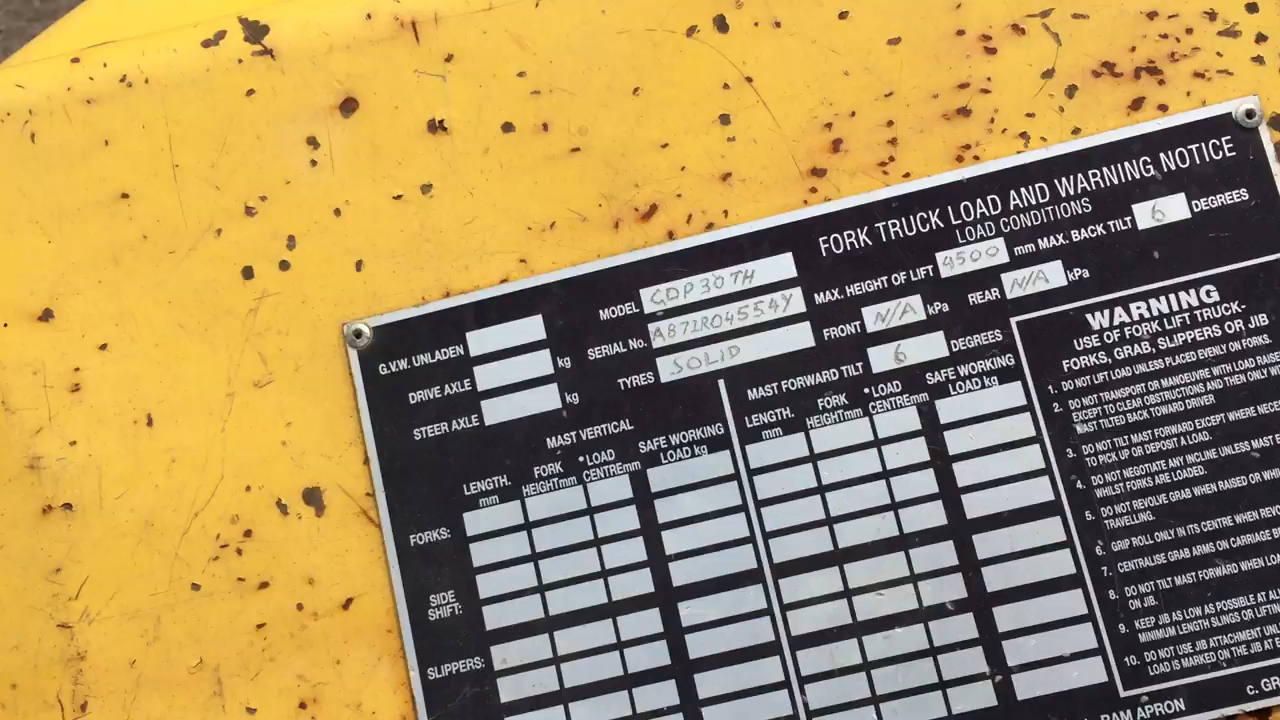 FORK TRUCK LOAD AND WARNING NOTICE
LOAD CONDITIONS
MODEL GDP30TH MAX. HEIGHT OF LIFT 4500 mm MAX. BACK TILT 6 DEGREES
G.V.W. UNLADEN kg SERIAL No. A871R04554Y FRONT N/A kPa REAR N/A kPa
DRIVE AXLE kg TYRES SOLID MAST FORWARD TILT 6 DEGREES
STEER AXLE
MAST VERTICAL
LENGTH. mm FORK HEIGHTmm •LOAD CENTREmm SAFE WORKING LOAD kg
LENGTH. mm FORK HEIGHTmm •LOAD CENTREmm SAFE WORKING LOAD kg
FORKS:
SIDE SHIFT:
SLIPPERS:
WARNING
USE OF FORK LIFT TRUCK-
FORKS, GRAB, SLIPPERS OR JIB
1. DO NOT LIFT LOAD UNLESS PLACED EVENLY ON FORKS.
2. DO NOT TRANSPORT OR MANOEUVRE WITH LOAD RAISE
EXCEPT TO CLEAR OBSTRUCTIONS AND THEN ONLY WI
MAST TILTED BACK TOWARD DRIVER
3. DO NOT TILT MAST FORWARD EXCEPT WHERE NECE
TO PICK UP OR DEPOSIT A LOAD.
4. DO NOT NEGOTIATE ANY INCLINE UNLESS MAST
WHILST FORKS ARE LOADED.
5. DO NOT REVOLVE GRAB WHEN RAISED OR WHI
TRAVELLING.
6. GRIP ROLL ONLY IN ITS CENTRE WHEN REVO
7. CENTRALISE GRAB ARMS ON CARRIAGE B
8. DO NOT TILT MAST FORWARD WHEN LOA
ON JIB.
9. KEEP JIB AS LOW AS POSSIBLE AT ALL
MINIMUM LENGTH SLINGS OR LIFTIN
10. DO NOT USE JIB ATTACHMENT UNL
LOAD IS MARKED ON THE JIB AT E
RAM APRON
C. GR